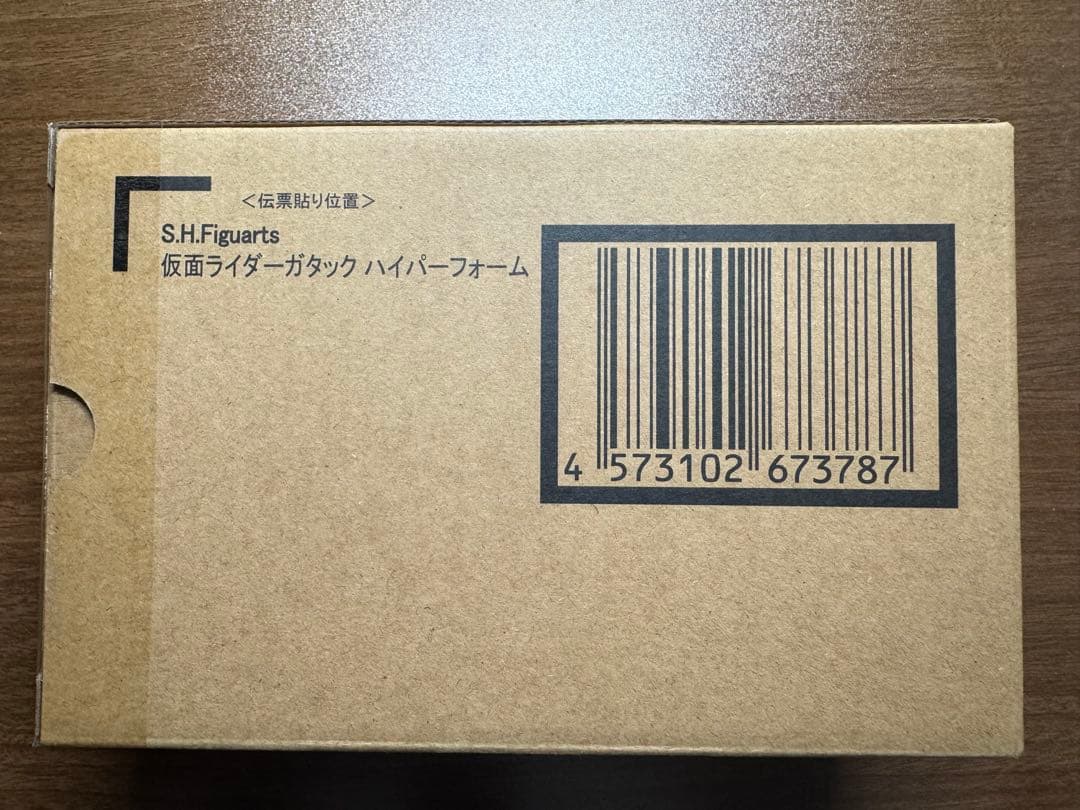 ＜伝票貼り位置＞
S.H.Figuarts
仮面ライダーガタック ハイパーフォーム
4 573102 673787